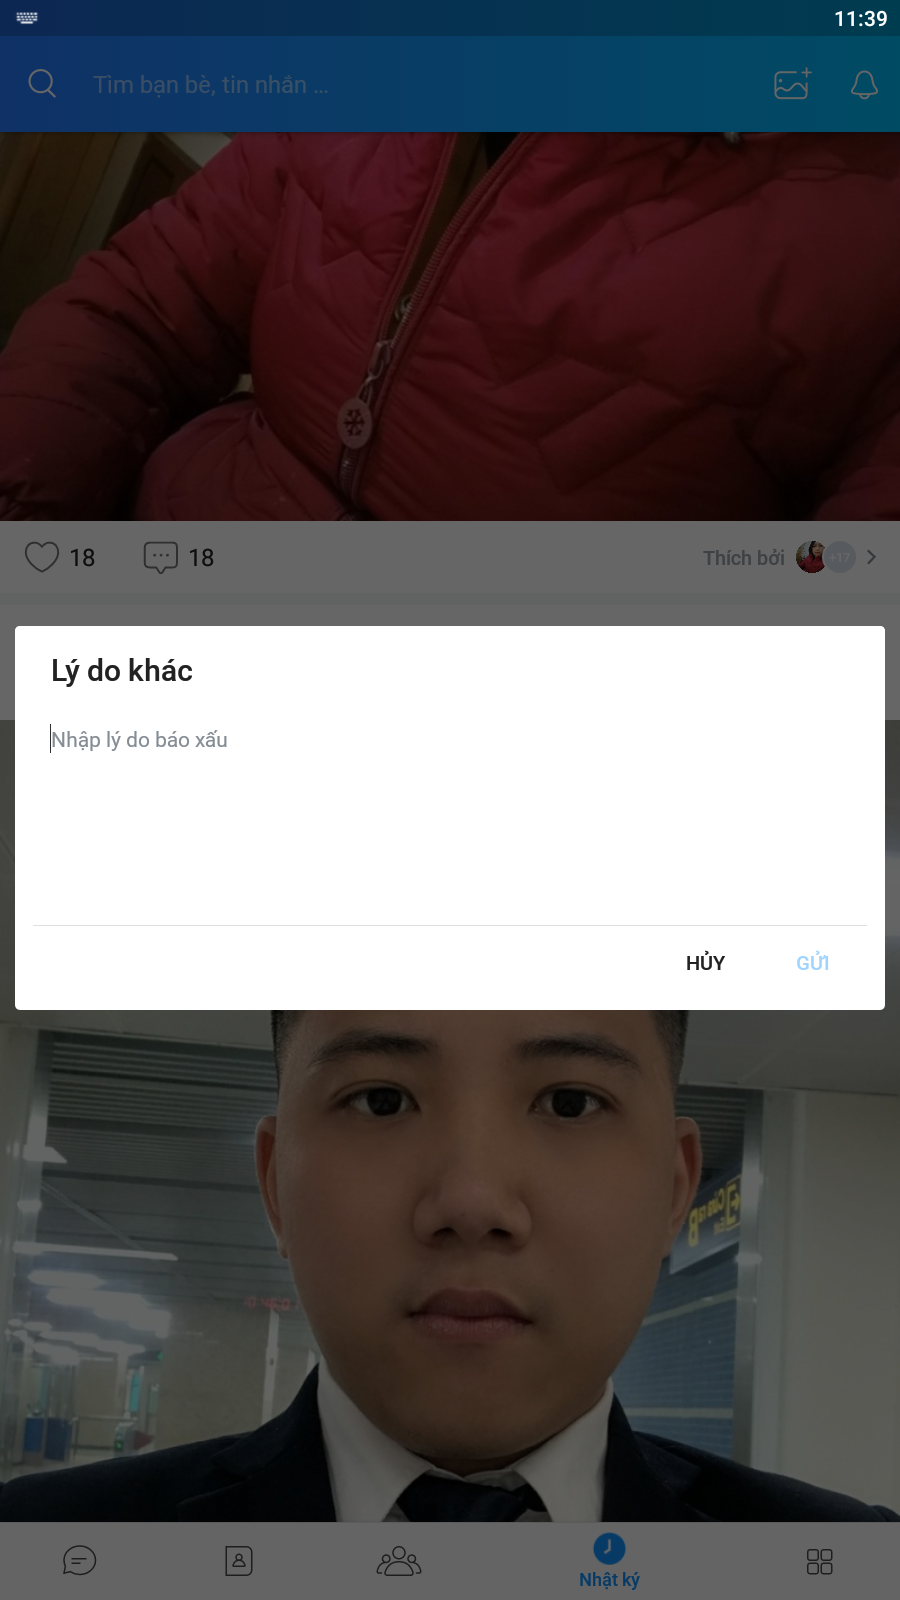 11:39
Tìm bạn bè, tin nhắn ...
18
18
Thích bởi
+17
Lý do khác
Nhập lý do báo xấu
HỦY
GỬI
Nhật ký